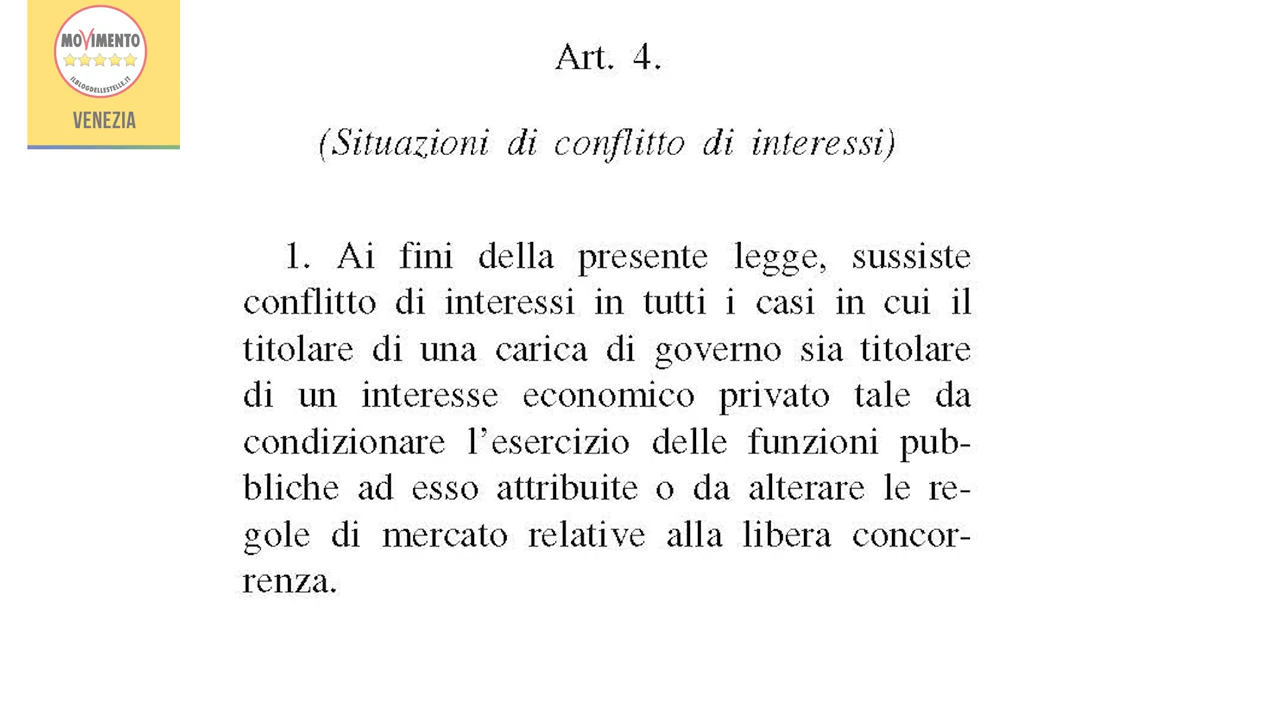 MOVIMENTO
ILBLOGDELLESTELLE.IT
VENEZIA
Art. 4.
(Situazioni di conflitto di interessi)
1. Ai fini della presente legge, sussiste
conflitto di interessi in tutti i casi in cui il
titolare di una carica di governo sia titolare
di un interesse economico privato tale da
condizionare l’esercizio delle funzioni pub-
bliche ad esso attribuite o da alterare le re-
gole di mercato relative alla libera concor-
renza.